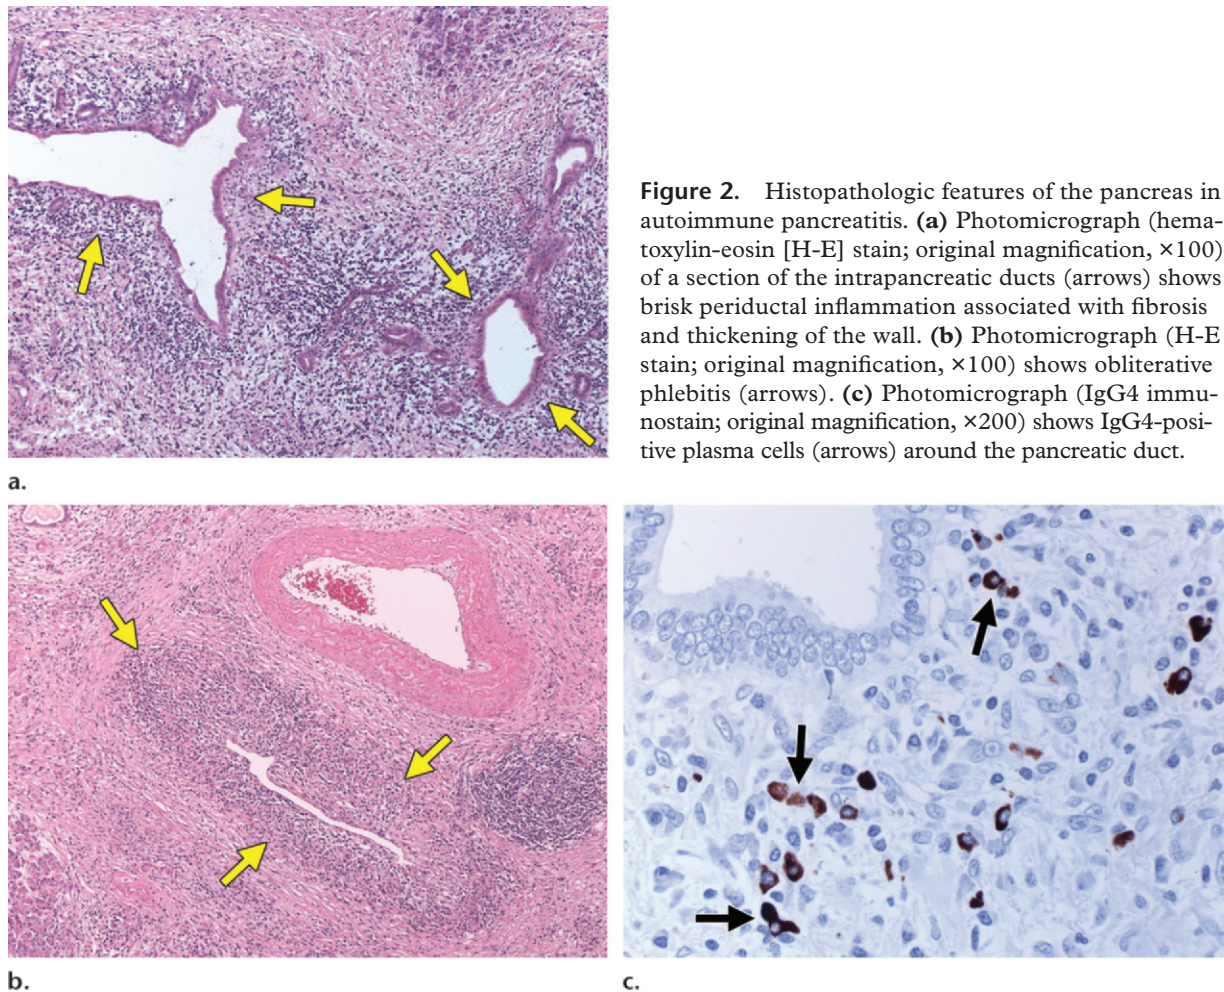 Figure 2. Histopathologic features of the pancreas in
autoimmune pancreatitis. (a) Photomicrograph (hema-
toxylin-eosin [H-E] stain; original magnification, ×100)
of a section of the intrapancreatic ducts (arrows) shows
brisk periductal inflammation associated with fibrosis
and thickening of the wall. (b) Photomicrograph (H-E
stain; original magnification, ×100) shows obliterative
phlebitis (arrows). (c) Photomicrograph (IgG4 immu-
nostain; original magnification, ×200) shows IgG4-posi-
tive plasma cells (arrows) around the pancreatic duct.
a.
b.
c.